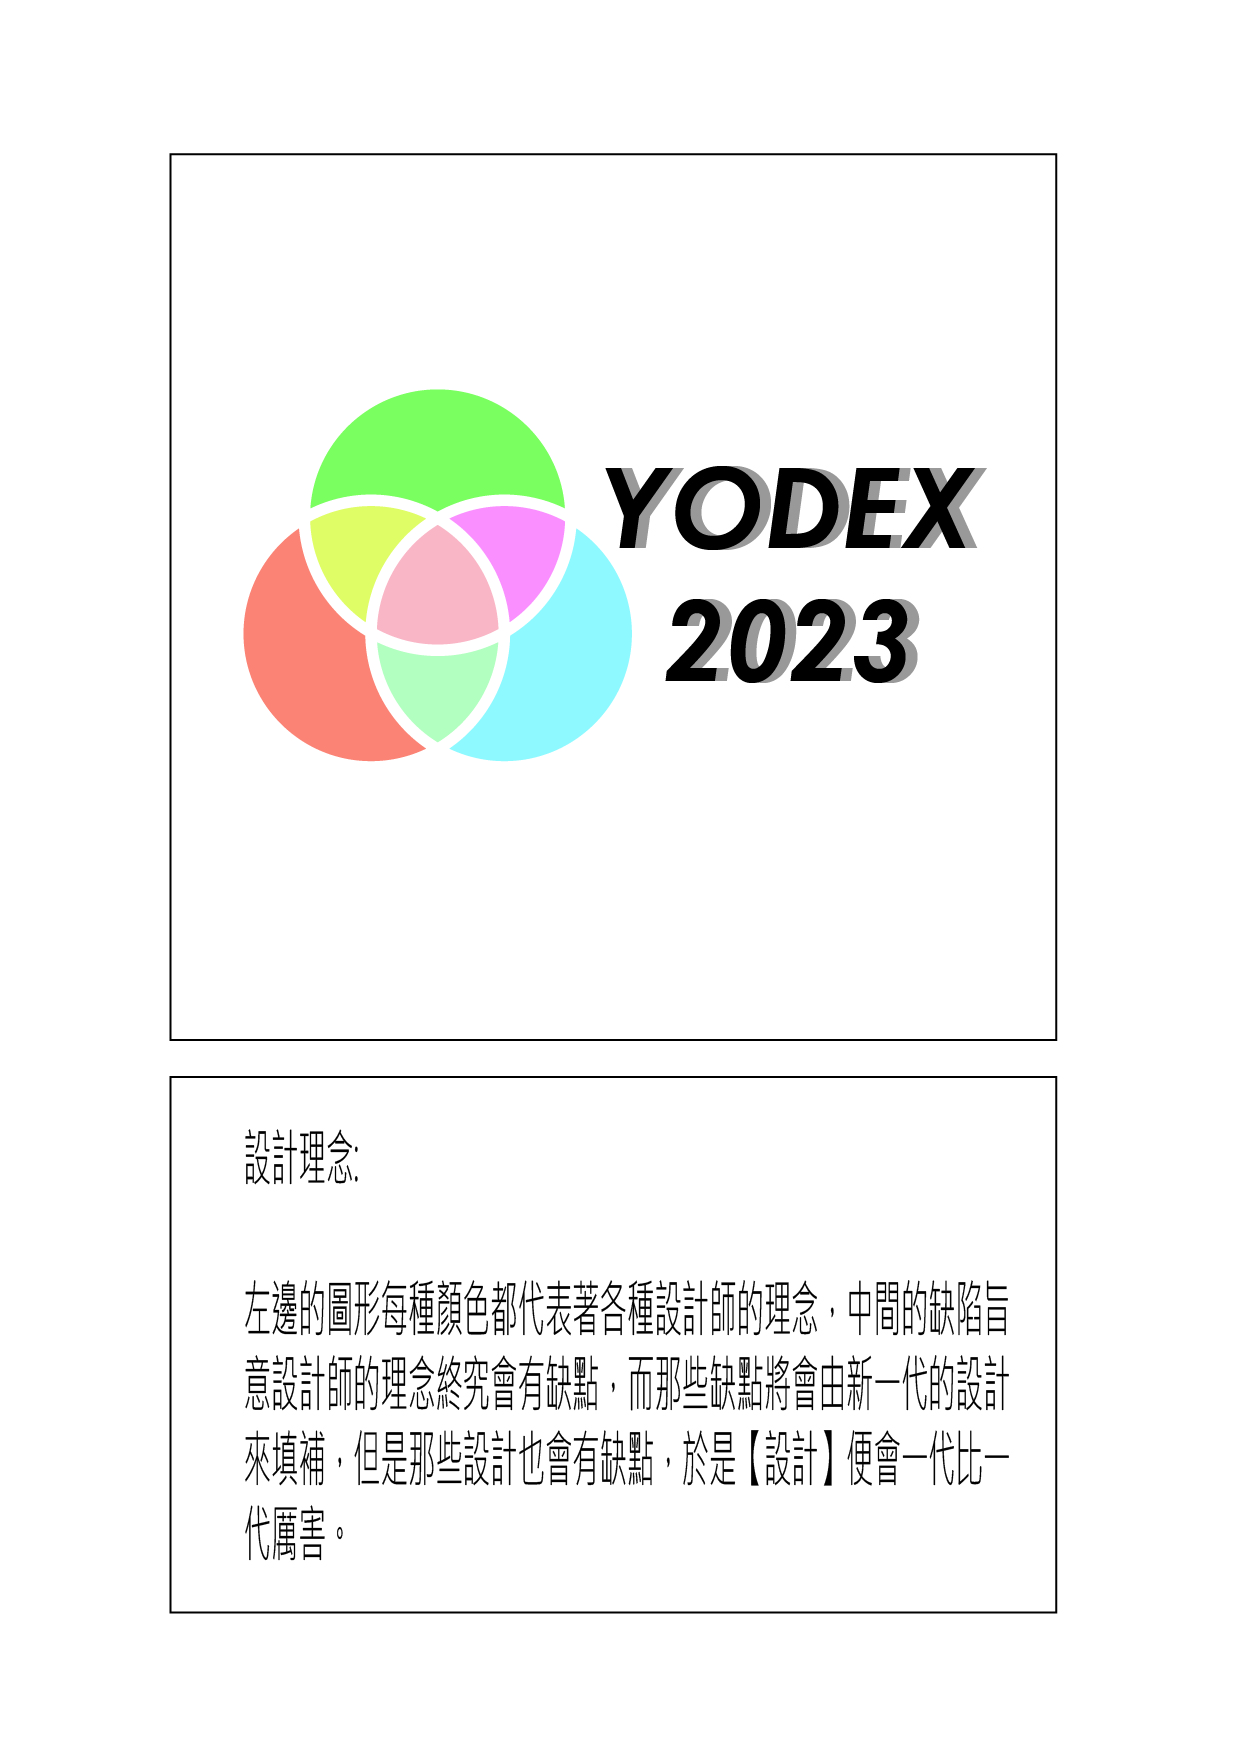 YODEX
2023
設計理念:
左邊的圖形每種顏色都代表著各種設計師的理念，中間的缺陷旨
意設計師的理念終究會有缺點，而那些缺點將會由新一代的設計
來填補，但是那些設計也會有缺點，於是【設計】便會一代比一
代厲害。